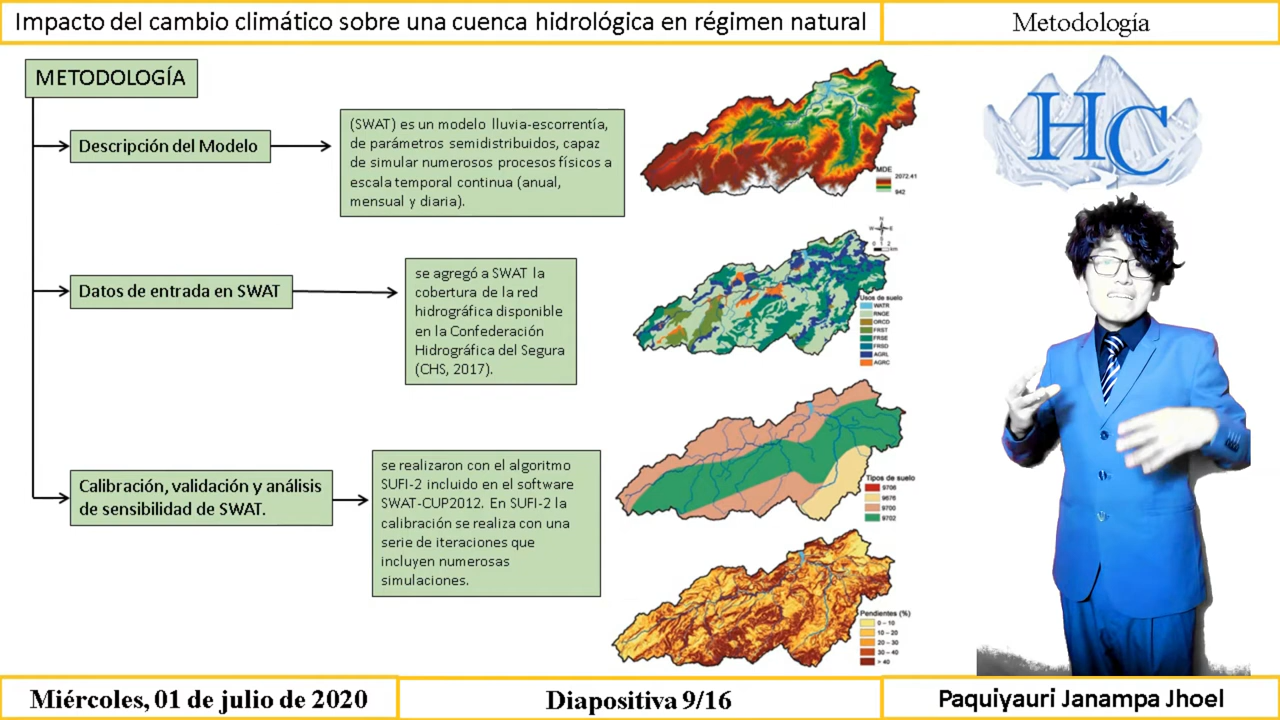 Impacto del cambio climático sobre una cuenca hidrológica en régimen natural
Metodología
METODOLOGÍA
Descripción del Modelo
(SWAT) es un modelo lluvia-escorrentía,
de parámetros semidistribuidos, capaz
de simular numerosos procesos físicos a
escala temporal continua (anual,
mensual y diaria).
MDE
2072.41
942
HC
Datos de entrada en SWAT
se agregó a SWAT la
cobertura de la red
hidrográfica disponible
en la Confederación
Hidrográfica del Segura
(CHS, 2017).
N
W E
S
0 1 2
km
Usos de suelo
WATR
RNGE
ORCD
FRST
FRSE
FRSD
AGRL
AGRC
Calibración, validación y análisis
de sensibilidad de SWAT.
se realizaron con el algoritmo
SUFI-2 incluido en el software
SWAT-CUP2012. En SUFI-2 la
calibración se realiza con una
serie de iteraciones que
incluyen numerosas
simulaciones.
Tipos de suelo
9706
9676
9700
9702
Pendientes (%)
0 – 10
10 – 20
20 – 30
30 – 40
> 40
Miércoles, 01 de julio de 2020
Diapositiva 9/16
Paquiyauri Janampa Jhoel